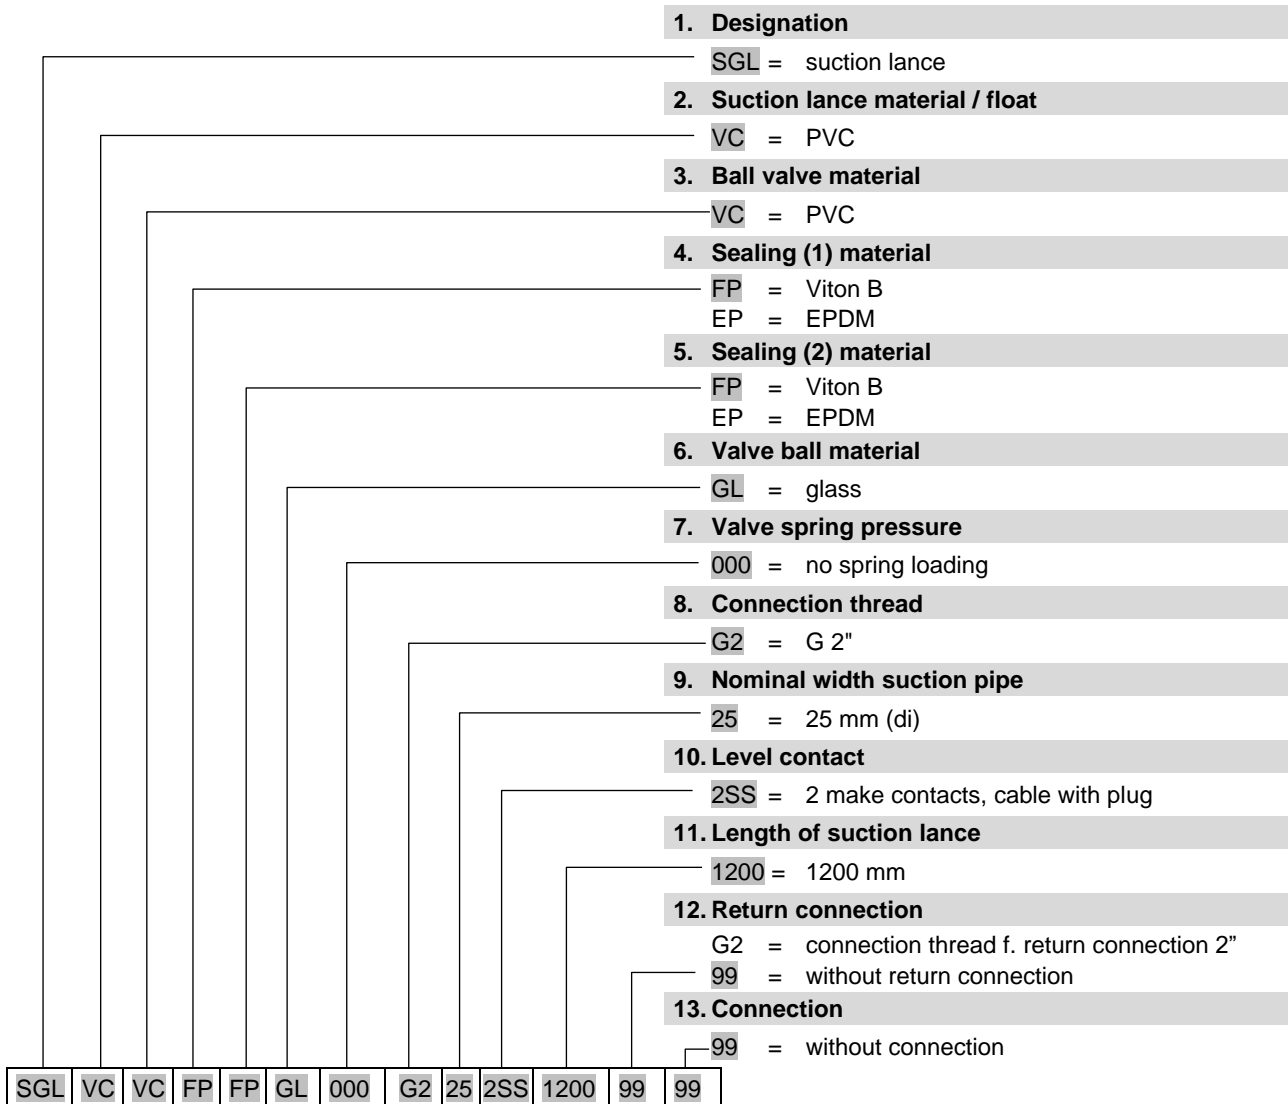 1. Designation
SGL = suction lance
2. Suction lance material / float
VC = PVC
3. Ball valve material
VC = PVC
4. Sealing (1) material
FP = Viton B
EP = EPDM
5. Sealing (2) material
FP = Viton B
EP = EPDM
6. Valve ball material
GL = glass
7. Valve spring pressure
000 = no spring loading
8. Connection thread
G2 = G 2"
9. Nominal width suction pipe
25 = 25 mm (di)
10. Level contact
2SS = 2 make contacts, cable with plug
11. Length of suction lance
1200 = 1200 mm
12. Return connection
G2 = connection thread f. return connection 2”
99 = without return connection
13. Connection
99 = without connection
SGL VC VC FP FP GL 000 G2 25 2SS 1200 99 99